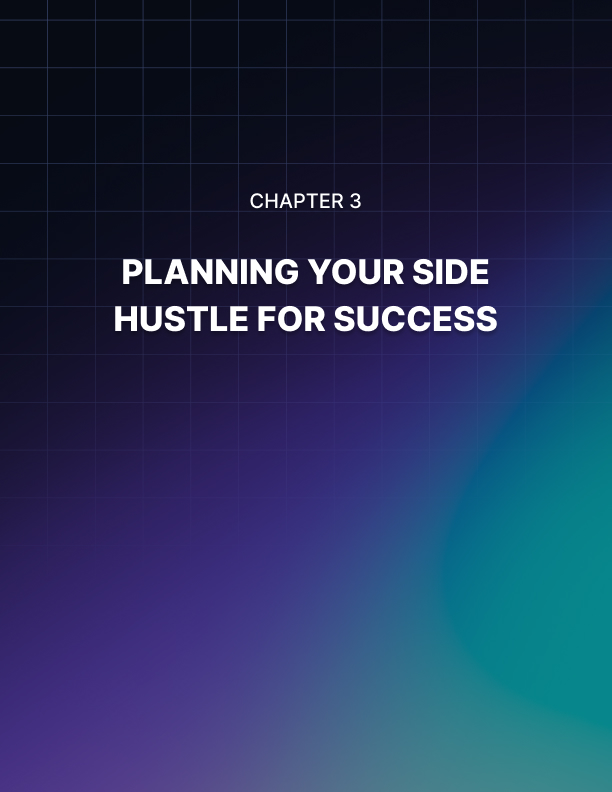 CHAPTER 3
PLANNING YOUR SIDE
HUSTLE FOR SUCCESS